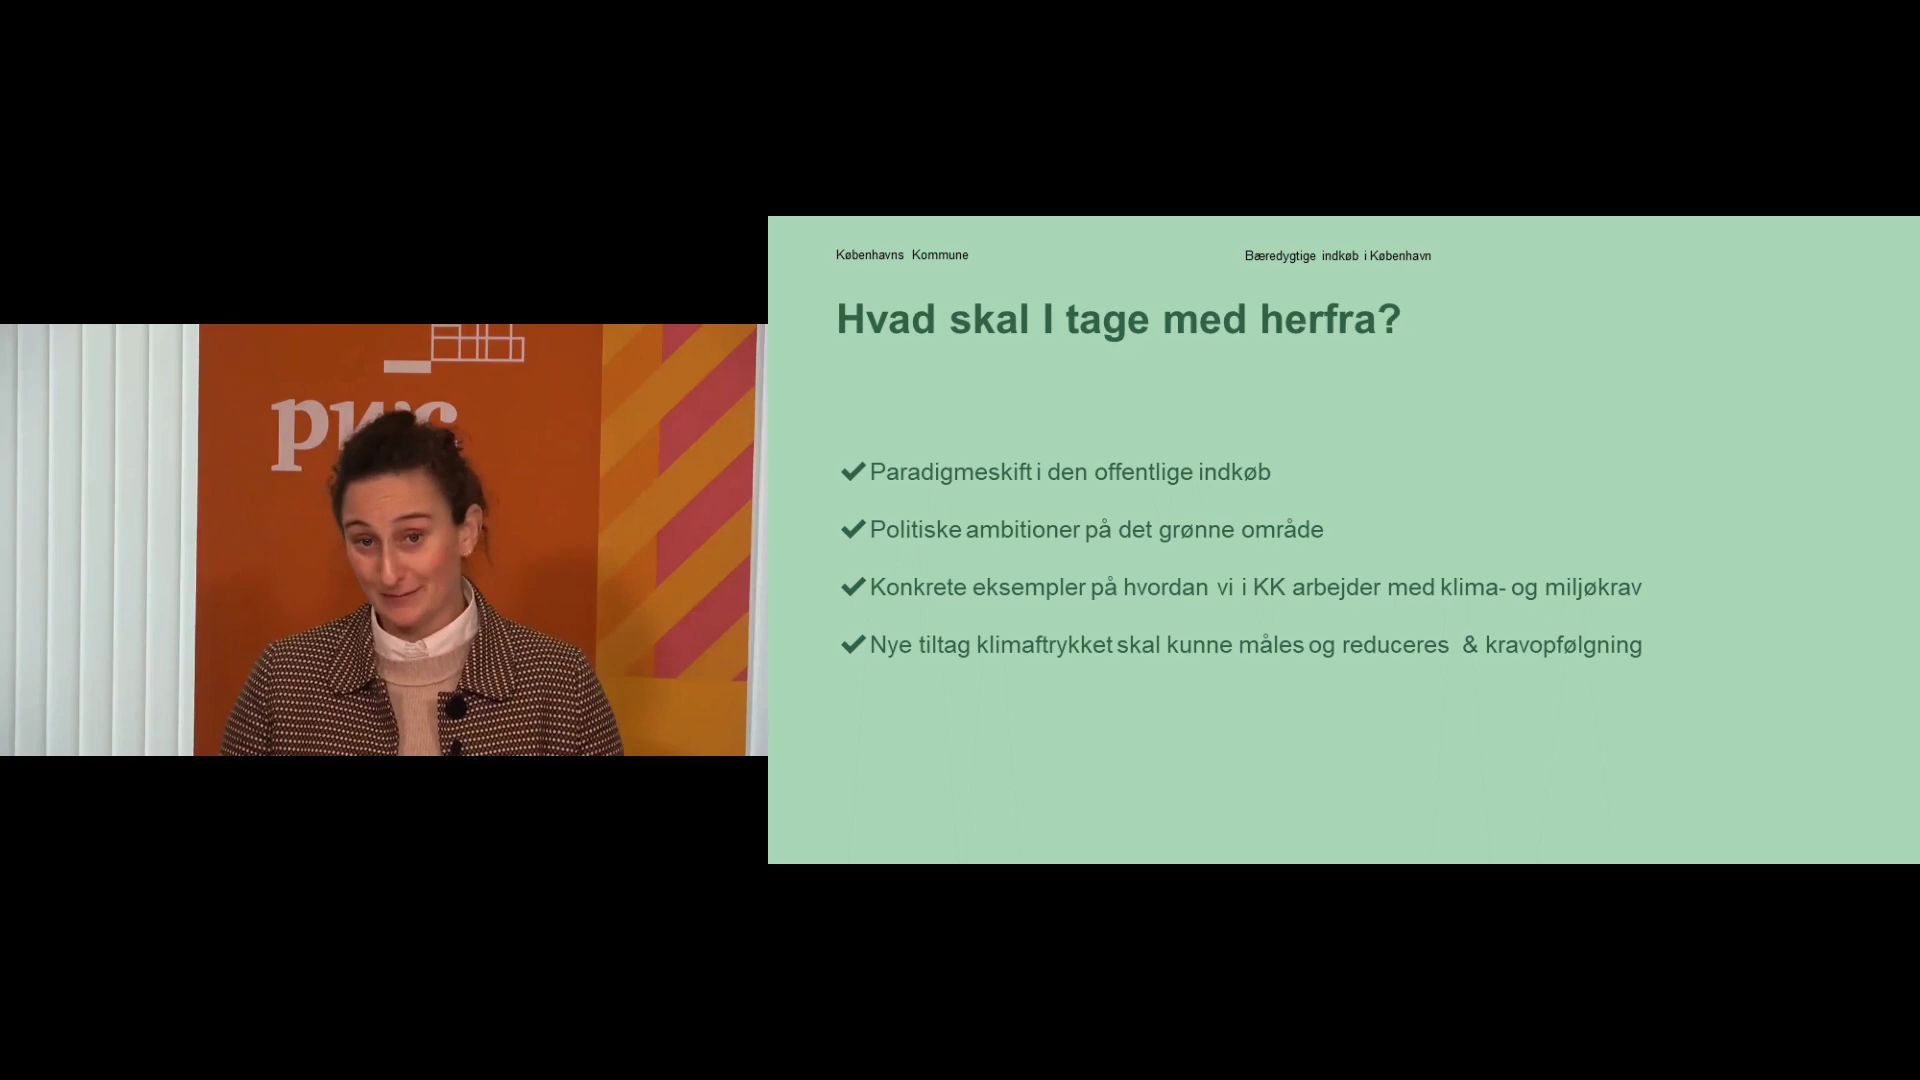 pwc
Københavns Kommune
Bæredygtige indkøb i København
Hvad skal I tage med herfra?
Paradigmeskift i den offentlige indkøb
Politiske ambitioner på det grønne område
Konkrete eksempler på hvordan vi i KK arbejder med klima- og miljøkrav
Nye tiltag klimaftrykket skal kunne måles og reduceres & kravopfølgning